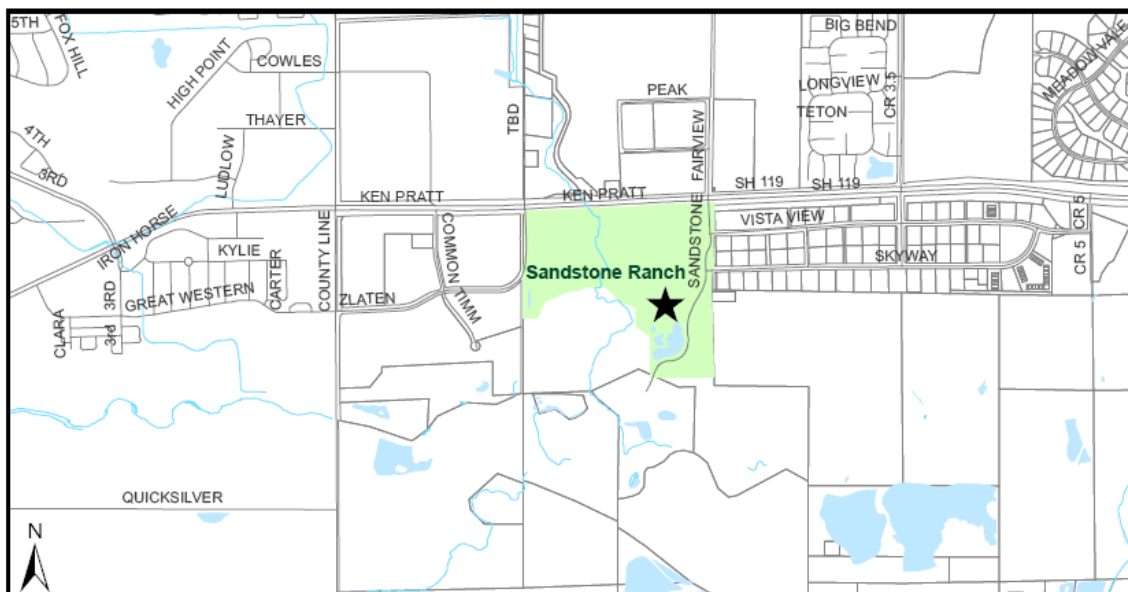 5TH
FOX HILL
HIGH POINT
COWLES
THAYER
4TH
3RD
LUDLOW
IRON HORSE
KEN PRATT
KYLIE
GREAT WESTERN
CARTER
3RD
3rd
CLARA
COUNTY LINE
ZLATEN
COMMON
TIMM
QUICKSILVER
TBD
KEN PRATT
PEAK
FAIRVIEW
SANDSTONE
Sandstone Ranch
BIG BEND
LONGVIEW
TETON
CR 3.5
MEADOW VALE
SH 119
SH 119
VISTA VIEW
SKYWAY
CR 5
CR 5
N